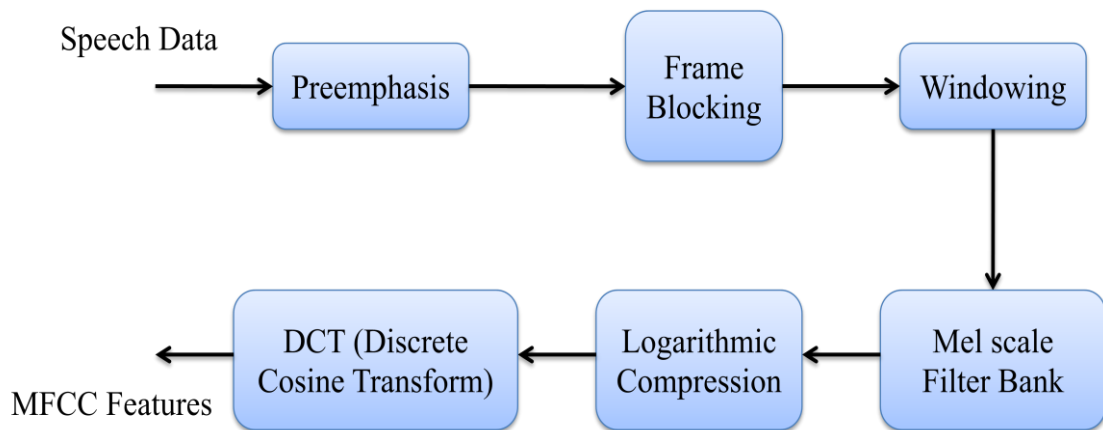 Speech Data
Preemphasis
Frame
Blocking
Windowing
Mel scale
Filter Bank
Logarithmic
Compression
DCT (Discrete
Cosine Transform)
MFCC Features